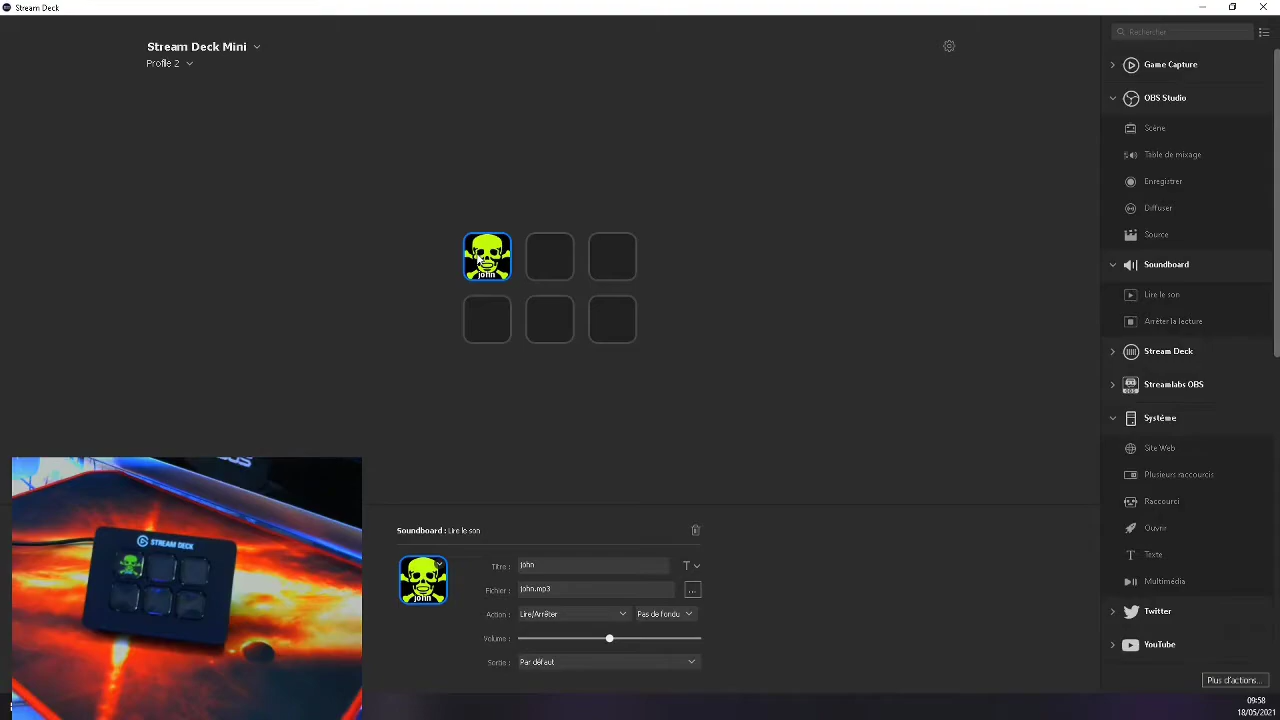 Stream Deck
Stream Deck Mini
Profile 2
john
Rechercher
Game Capture
OBS Studio
Scène
Table de mixage
Enregistrer
Diffuser
Source
Soundboard
Lire le son
Arrêter la lecture
Stream Deck
Streamlabs OBS
Système
Site Web
Plusieurs raccourcis
Raccourci
Ouvrir
Texte
Multimédia
Twitter
YouTube
Plus d'actions...
Soundboard : Lire le son
john
Titre : john
T
Fichier : john.mp3
...
Action : Lire/Arrêter Pas de fondu
Volume :
Sortie : Par défaut
STREAM DECK
09:58
18/05/2021